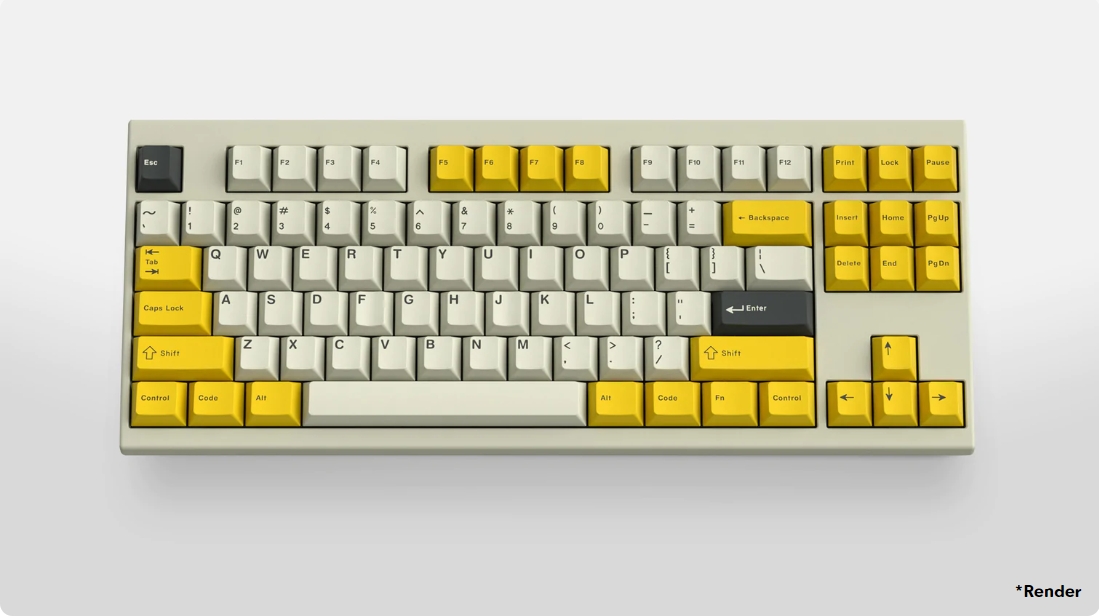 Esc F1 F2 F3 F4 F5 F6 F7 F8 F9 F10 F11 F12 Print Lock Pause
~ ! @ # $ % ^ & * ( ) _ +
` 1 2 3 4 5 6 7 8 9 0 - = ← Backspace Insert Home PgUp
Tab Q W E R T Y U I O P { [ } ] ¦ \ Delete End PgDn
Caps Lock A S D F G H J K L : ; " ' Enter
Shift Z X C V B N M < , > . ? / Shift ↑
Control Code Alt Alt Code Fn Control ← ↓ →
*Render